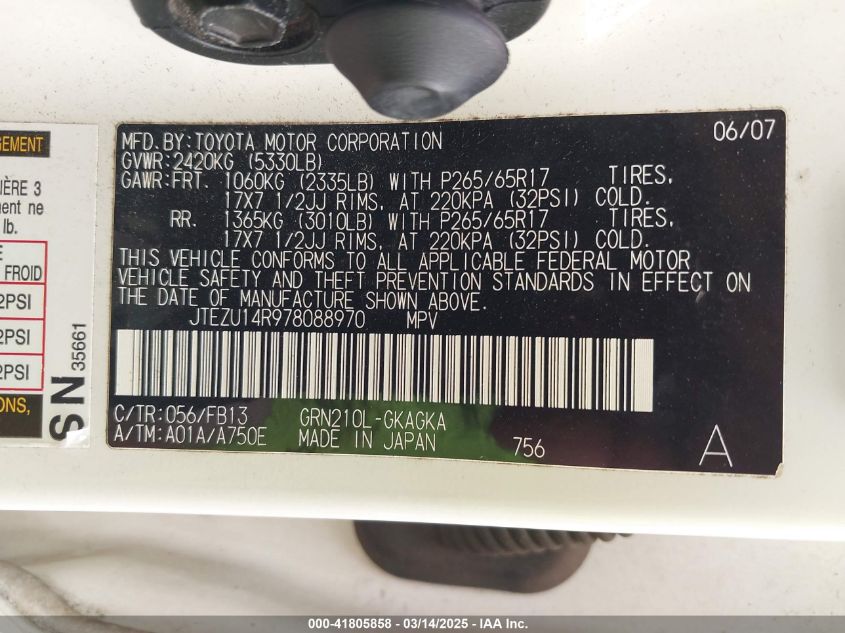 GEMENT
IÈRE 3
ment ne
lb.
E
FROID
2PSI
2PSI
2PSI
ONS,
SN 35661
06/07
MFD. BY: TOYOTA MOTOR CORPORATION
GVWR: 2420KG (5330LB)
GAWR: FRT. 1060KG (2335LB) WITH P265/65R17 TIRES,
17X7 1/2JJ RIMS, AT 220KPA (32PSI) COLD.
RR. 1365KG (3010LB) WITH P265/65R17 TIRES,
17X7 1/2JJ RIMS, AT 220KPA (32PSI) COLD.
THIS VEHICLE CONFORMS TO ALL APPLICABLE FEDERAL MOTOR
VEHICLE SAFETY AND THEFT PREVENTION STANDARDS IN EFFECT ON
THE DATE OF MANUFACTURE SHOWN ABOVE.
JTEZU14R978088970 MPV
C/TR: 056/FB13 GRN210L-GKAGKA
A/TM: A01A/A750E MADE IN JAPAN 756 A
000-41805858 - 03/14/2025 - IAA Inc.